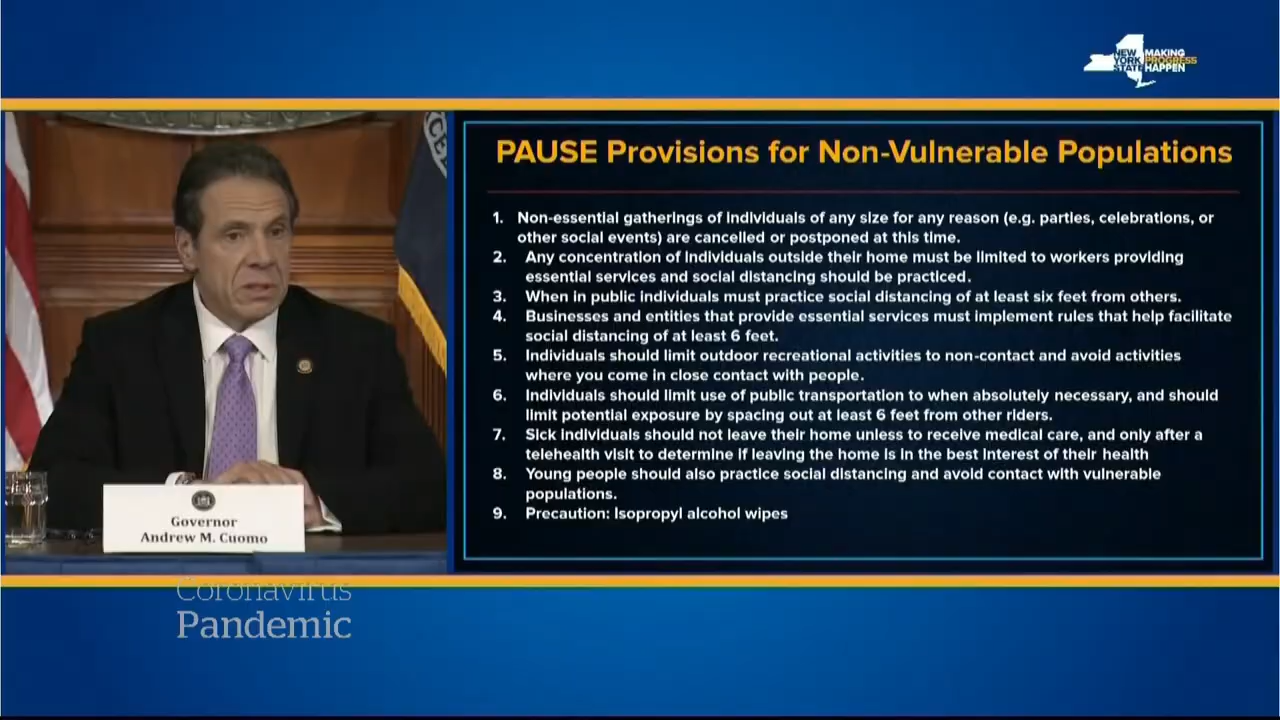 NEW
YORK
STATE
MAKING
PROGRESS
HAPPEN
PAUSE Provisions for Non-Vulnerable Populations
1. Non-essential gatherings of individuals of any size for any reason (e.g. parties, celebrations, or
other social events) are cancelled or postponed at this time.
2. Any concentration of individuals outside their home must be limited to workers providing
essential services and social distancing should be practiced.
3. When in public individuals must practice social distancing of at least six feet from others.
4. Businesses and entities that provide essential services must implement rules that help facilitate
social distancing of at least 6 feet.
5. Individuals should limit outdoor recreational activities to non-contact and avoid activities
where you come in close contact with people.
6. Individuals should limit use of public transportation to when absolutely necessary, and should
limit potential exposure by spacing out at least 6 feet from other riders.
7. Sick individuals should not leave their home unless to receive medical care, and only after a
telehealth visit to determine if leaving the home is in the best interest of their health
8. Young people should also practice social distancing and avoid contact with vulnerable
populations.
9. Precaution: Isopropyl alcohol wipes
Governor
Andrew M. Cuomo
Coronavirus
Pandemic